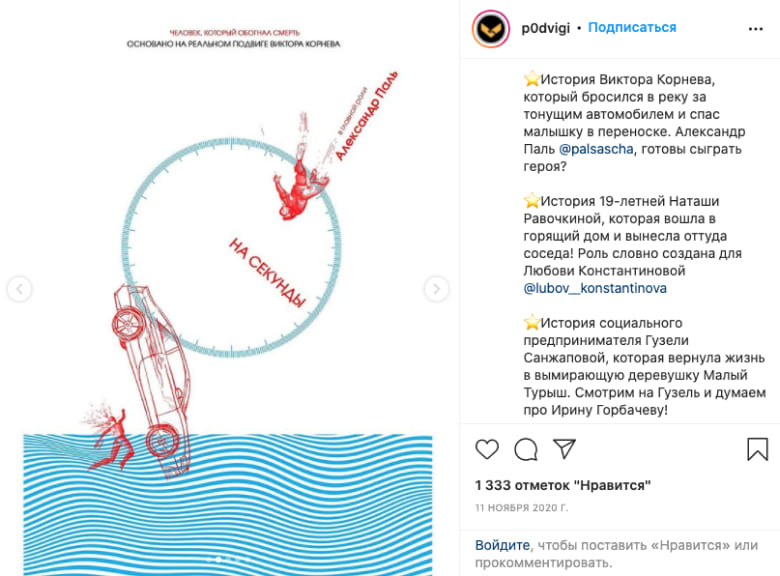 ЧЕЛОВЕК, КОТОРЫЙ ОБОГНАЛ СМЕРТЬ
ОСНОВАНО НА РЕАЛЬНОМ ПОДВИГЕ ВИКТОРА КОРНЕВА
В ГЛАВНОЙ РОЛИ
Александр Паль
НА СЕКУНДЫ
p0dvigi • Подписаться
⭐История Виктора Корнева,
который бросился в реку за
тонущим автомобилем и спас
малышку в переноске. Александр
Паль @palsascha, готовы сыграть
героя?
⭐История 19-летней Наташи
Равочкиной, которая вошла в
горящий дом и вынесла оттуда
соседа! Роль словно создана для
Любови Константиновой
@lubov__konstantinova
⭐История социального
предпринимателя Гузели
Санжаповой, которая вернула жизнь
в вымирающую деревушку Малый
Турыш. Смотрим на Гузель и думаем
про Ирину Горбачеву!
1 333 отметок "Нравится"
11 НОЯБРЯ 2020 Г.
Войдите, чтобы поставить «Нравится» или
прокомментировать.